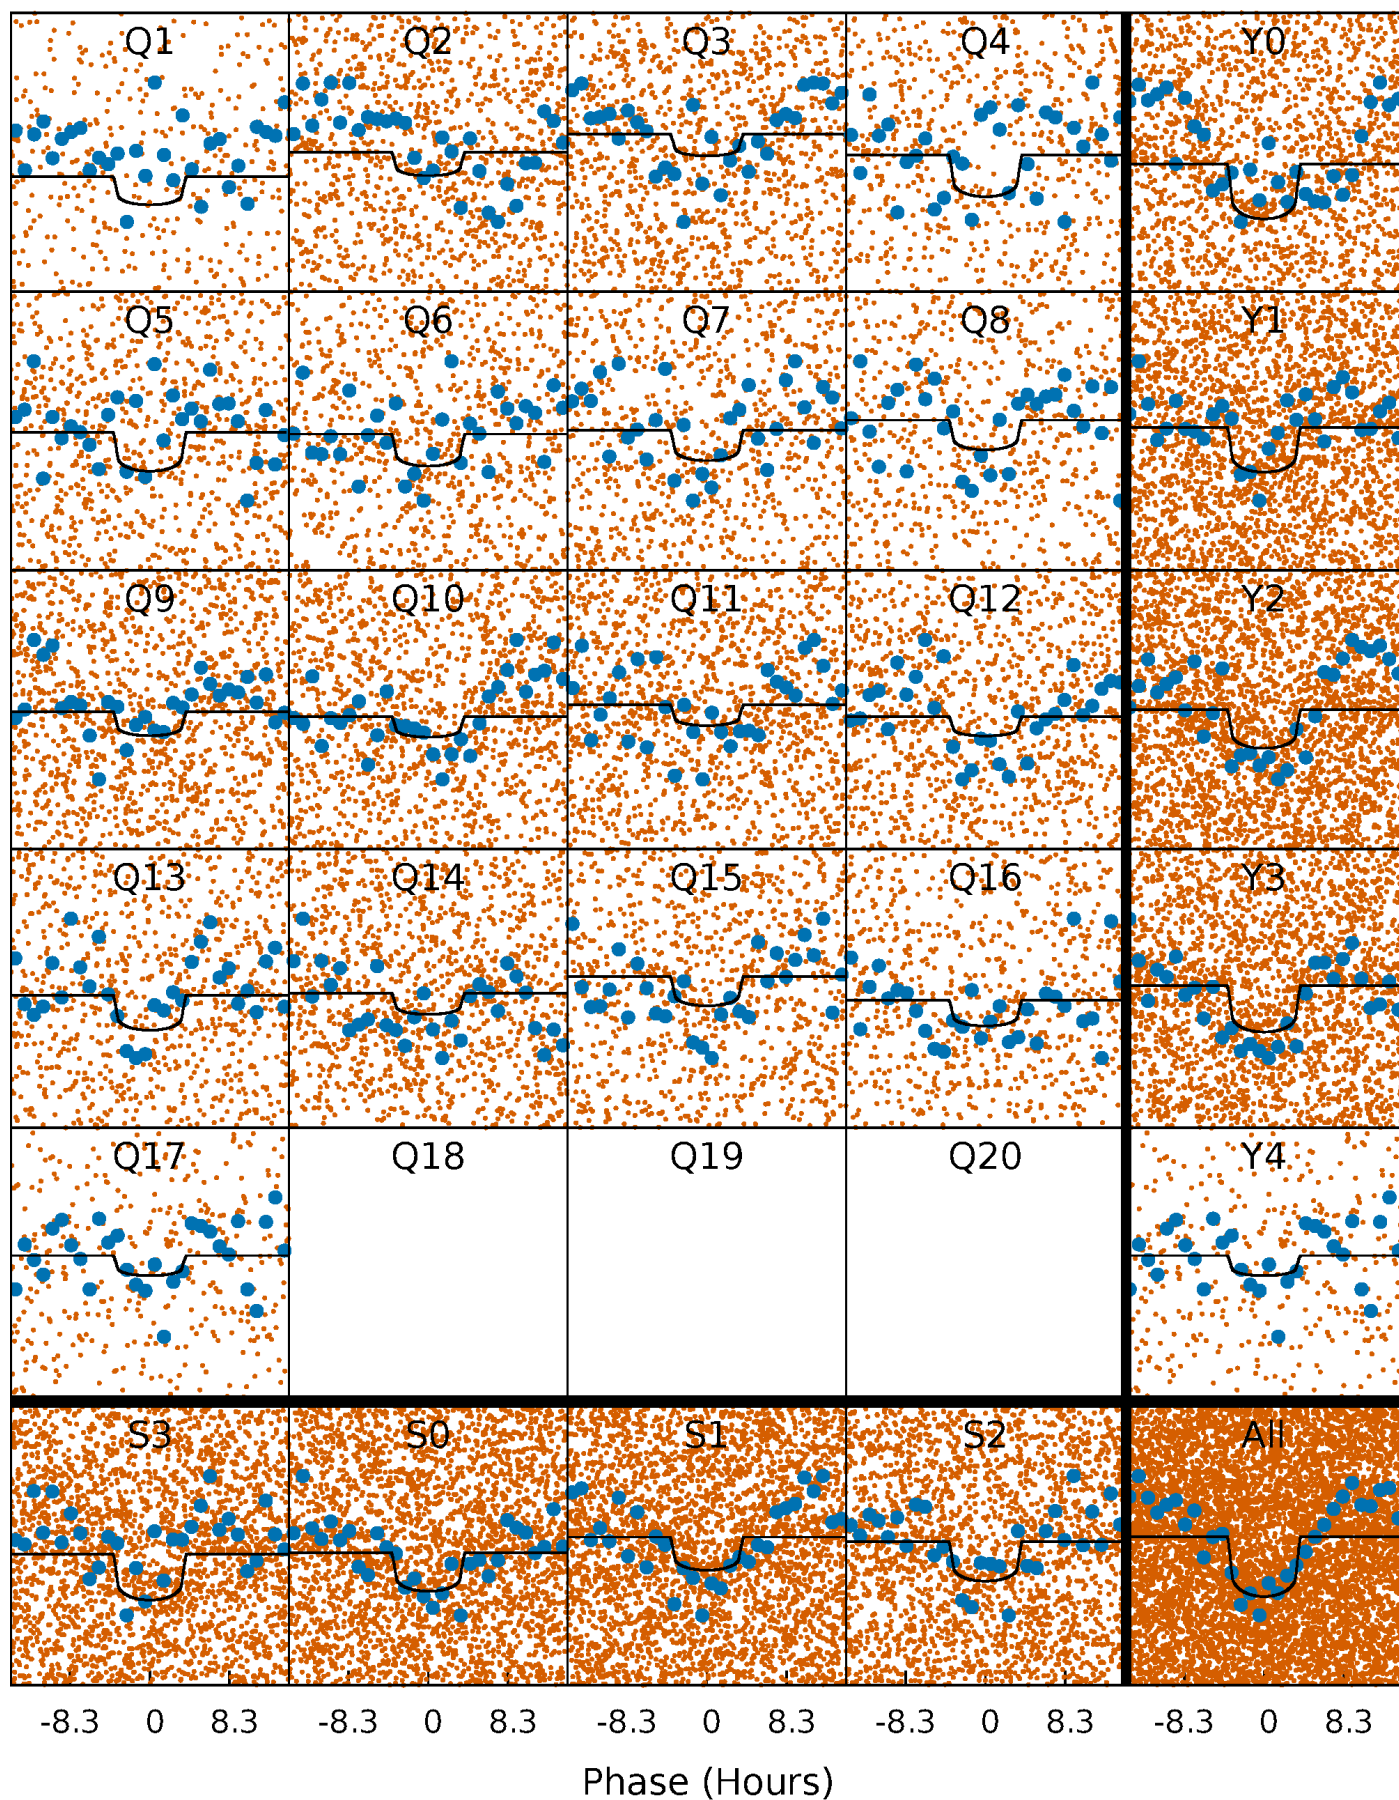 Q1 Q2 Q3 Q4 Y0
Q5 Q6 Q7 Q8 Y1
Q9 Q10 Q11 Q12 Y2
Q13 Q14 Q15 Q16 Y3
Q17 Q18 Q19 Q20 Y4
S3 S0 S1 S2 All
-8.3 0 8.3 -8.3 0 8.3 -8.3 0 8.3 -8.3 0 8.3 -8.3 0 8.3
Phase (Hours)